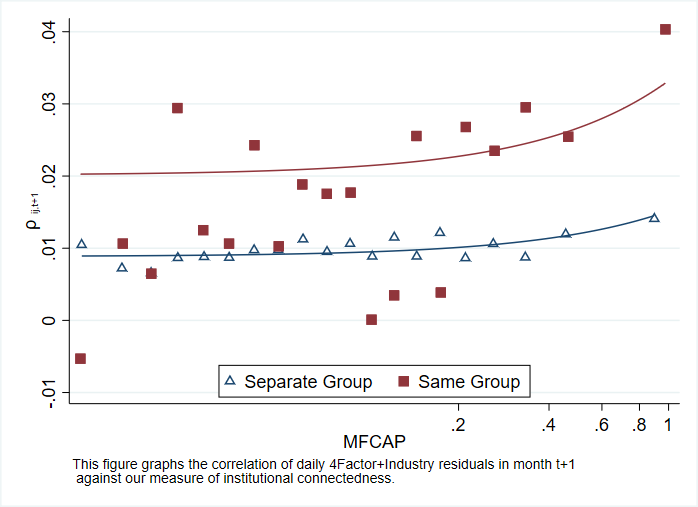 .04
.03
.02
.01
0
-.01
ρ ij,t+1
Separate Group
Same Group
.2 .4 .6 .8 1
MFCAP
This figure graphs the correlation of daily 4Factor+Industry residuals in month t+1
against our measure of institutional connectedness.